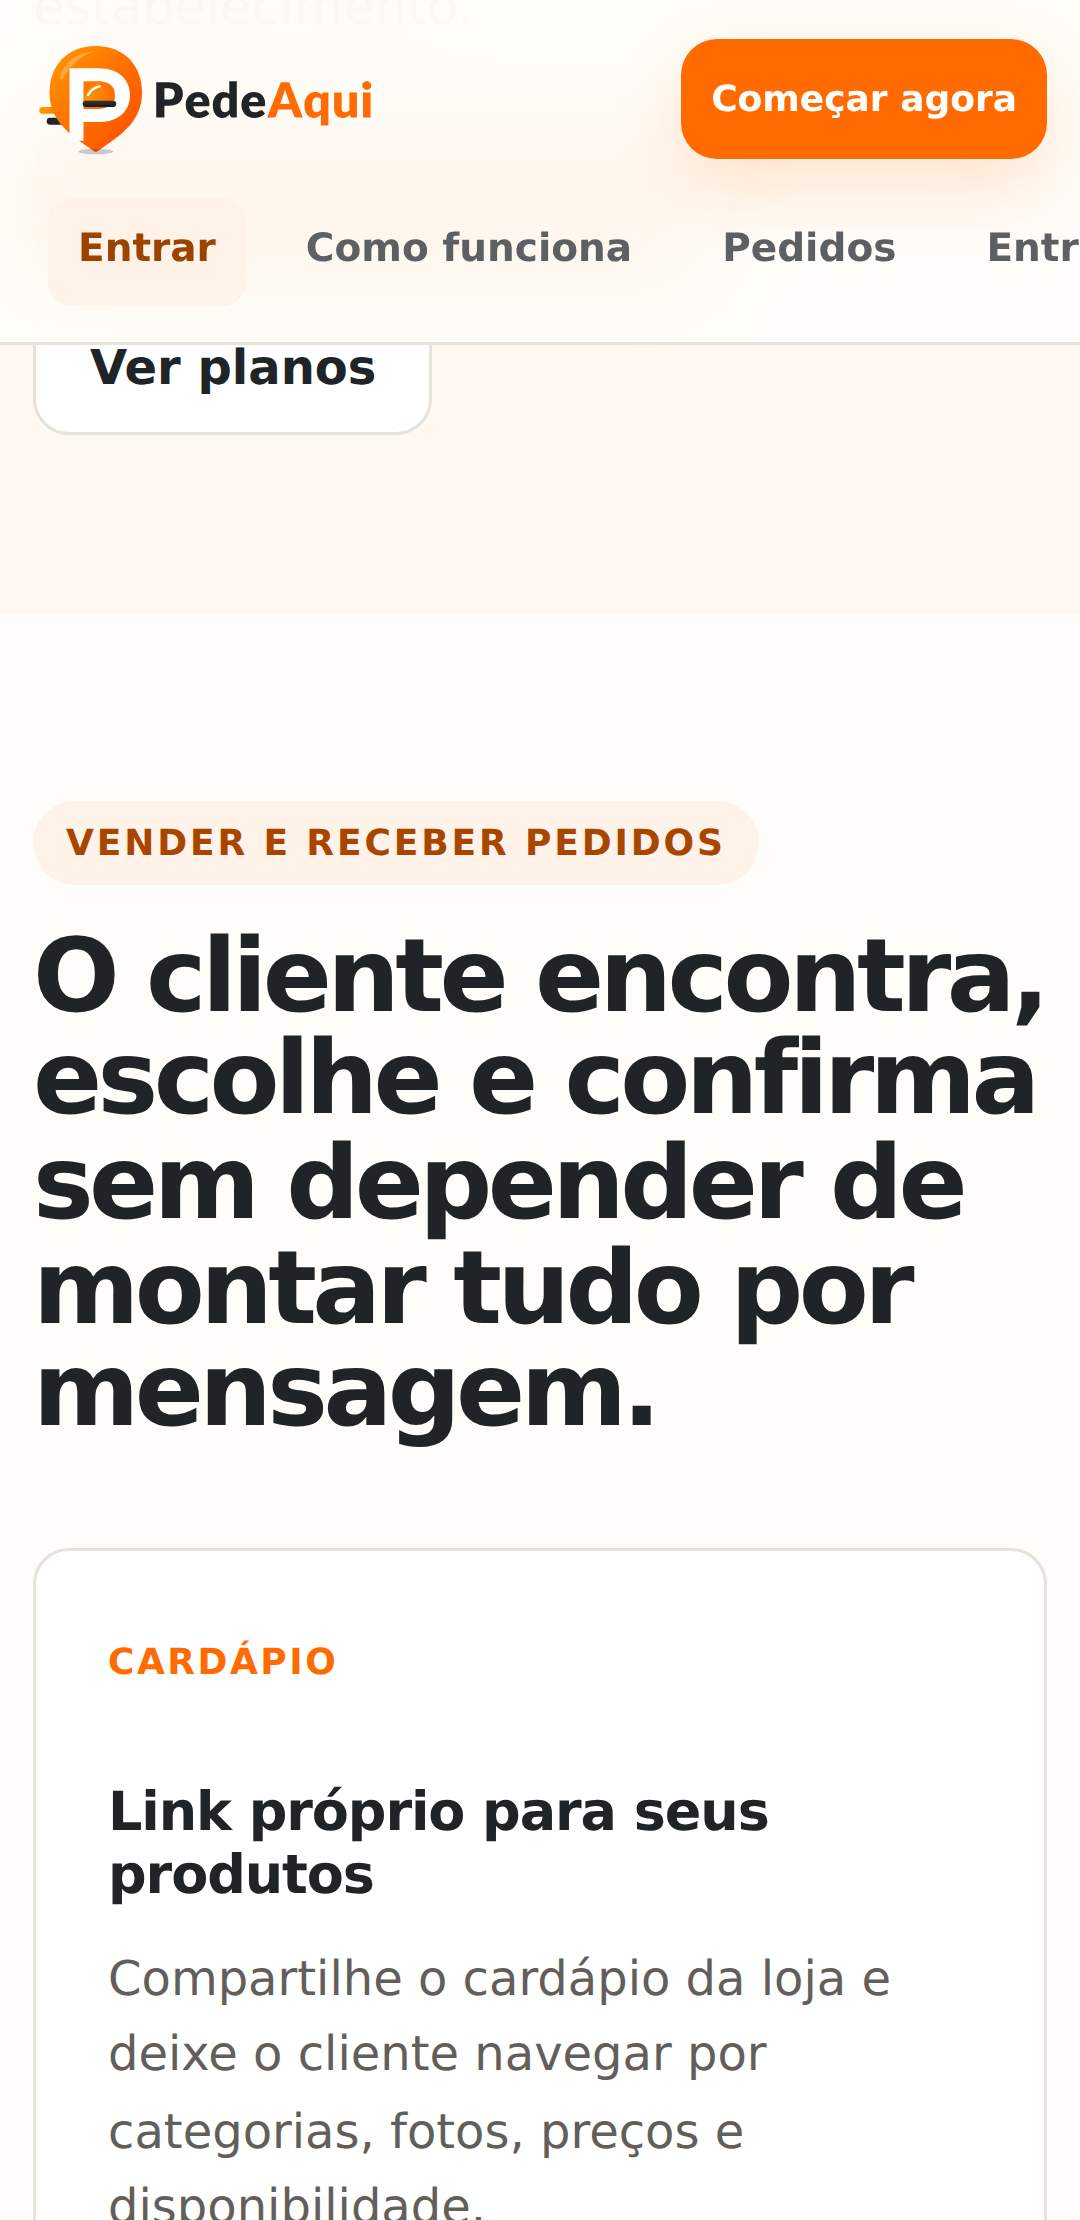 estabelecimento.
PedeAqui
Começar agora
Entrar
Como funciona
Pedidos
Entr
Ver planos
VENDER E RECEBER PEDIDOS
O cliente encontra,
escolhe e confirma
sem depender de
montar tudo por
mensagem.
CARDÁPIO
Link próprio para seus
produtos
Compartilhe o cardápio da loja e
deixe o cliente navegar por
categorias, fotos, preços e
disponibilidade.